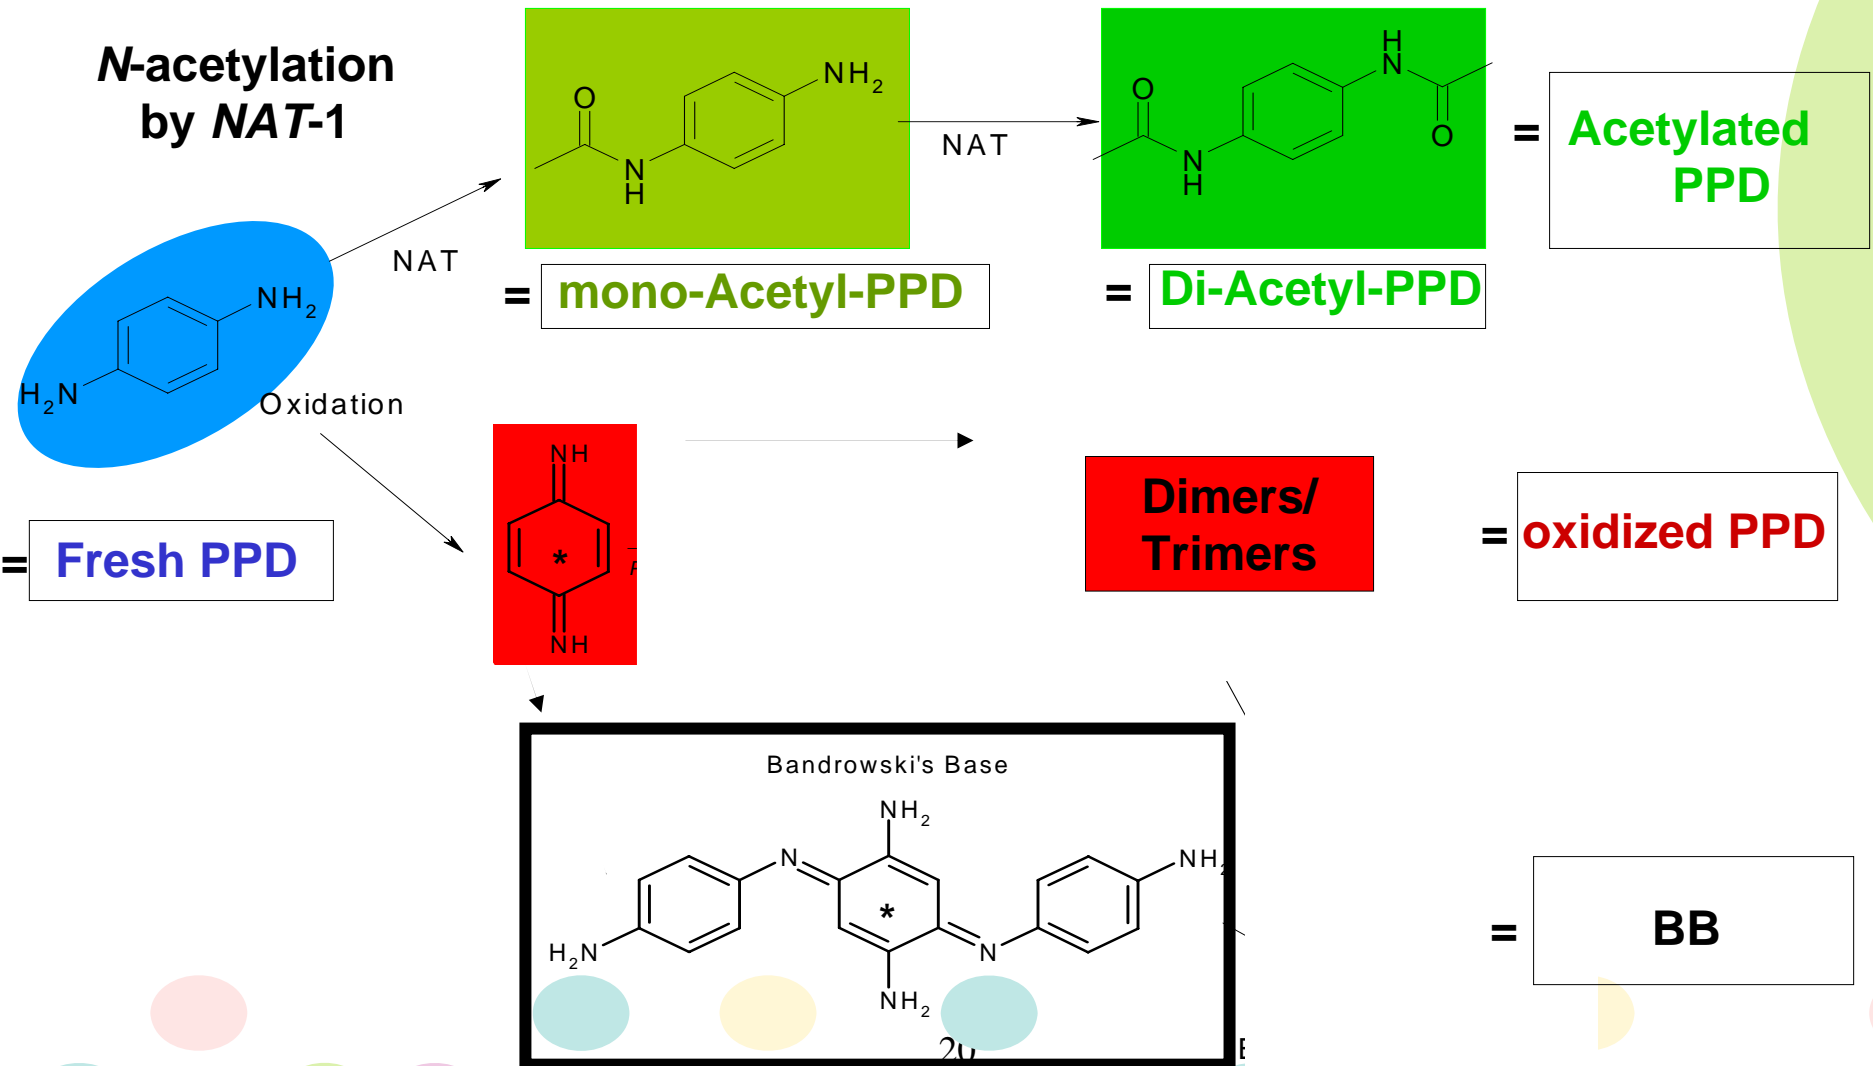 N-acetylation
by NAT-1
NH2
O
N
H
NAT
H
N
O
O
N
H
= Acetylated
PPD
NAT
= mono-Acetyl-PPD
= Di-Acetyl-PPD
NH2
H2N
Oxidation
NH
*
NH
Dimers/
Trimers
= oxidized PPD
= Fresh PPD
Bandrowski's Base
NH2
N
NH2
*
H2N
N
NH2
= BB
20